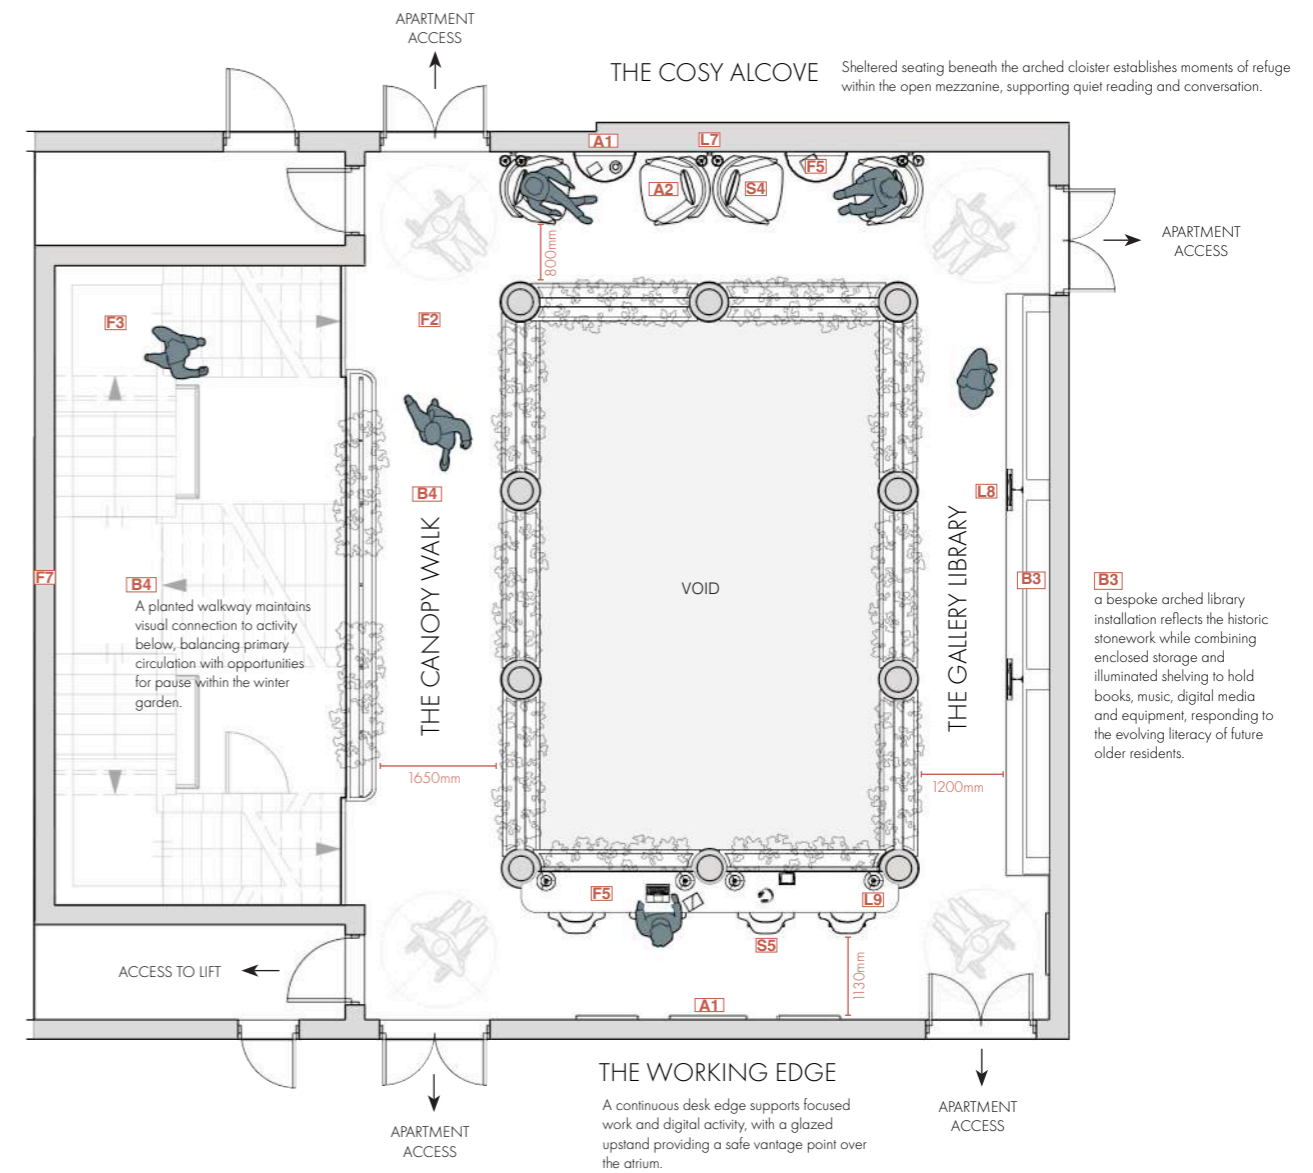 APARTMENT
ACCESS
THE COSY ALCOVE
Sheltered seating beneath the arched cloister establishes moments of refuge
within the open mezzanine, supporting quiet reading and conversation.
A1
L7
F5
A2
S4
APARTMENT
ACCESS
800mm
F3
F2
B4
L8
THE CANOPY WALK
THE GALLERY LIBRARY
VOID
F7
B4
A planted walkway maintains
visual connection to activity
below, balancing primary
circulation with opportunities
for pause within the winter
garden.
B3
B3
a bespoke arched library
installation reflects the historic
stonework while combining
enclosed storage and
illuminated shelving to hold
books, music, digital media
and equipment, responding to
the evolving literacy of future
older residents.
1650mm
1200mm
F5
L9
S5
ACCESS TO LIFT
1130mm
A1
THE WORKING EDGE
A continuous desk edge supports focused
work and digital activity, with a glazed
upstand providing a safe vantage point over
the atrium.
APARTMENT
ACCESS
APARTMENT
ACCESS